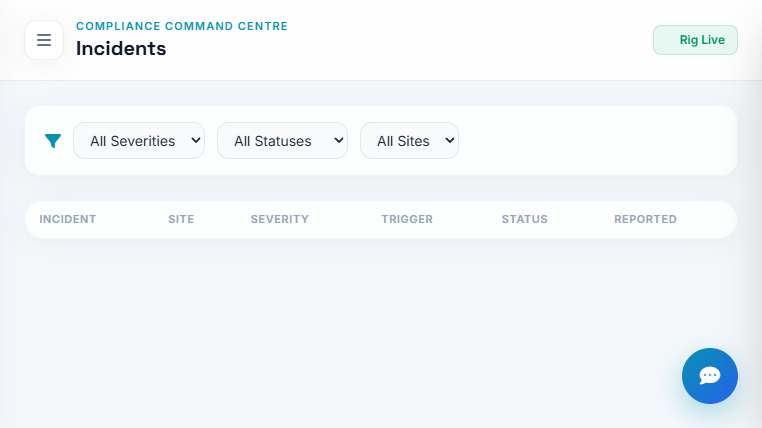 COMPLIANCE COMMAND CENTRE
Incidents
Rig Live
All Severities All Statuses All Sites
INCIDENT SITE SEVERITY TRIGGER STATUS REPORTED